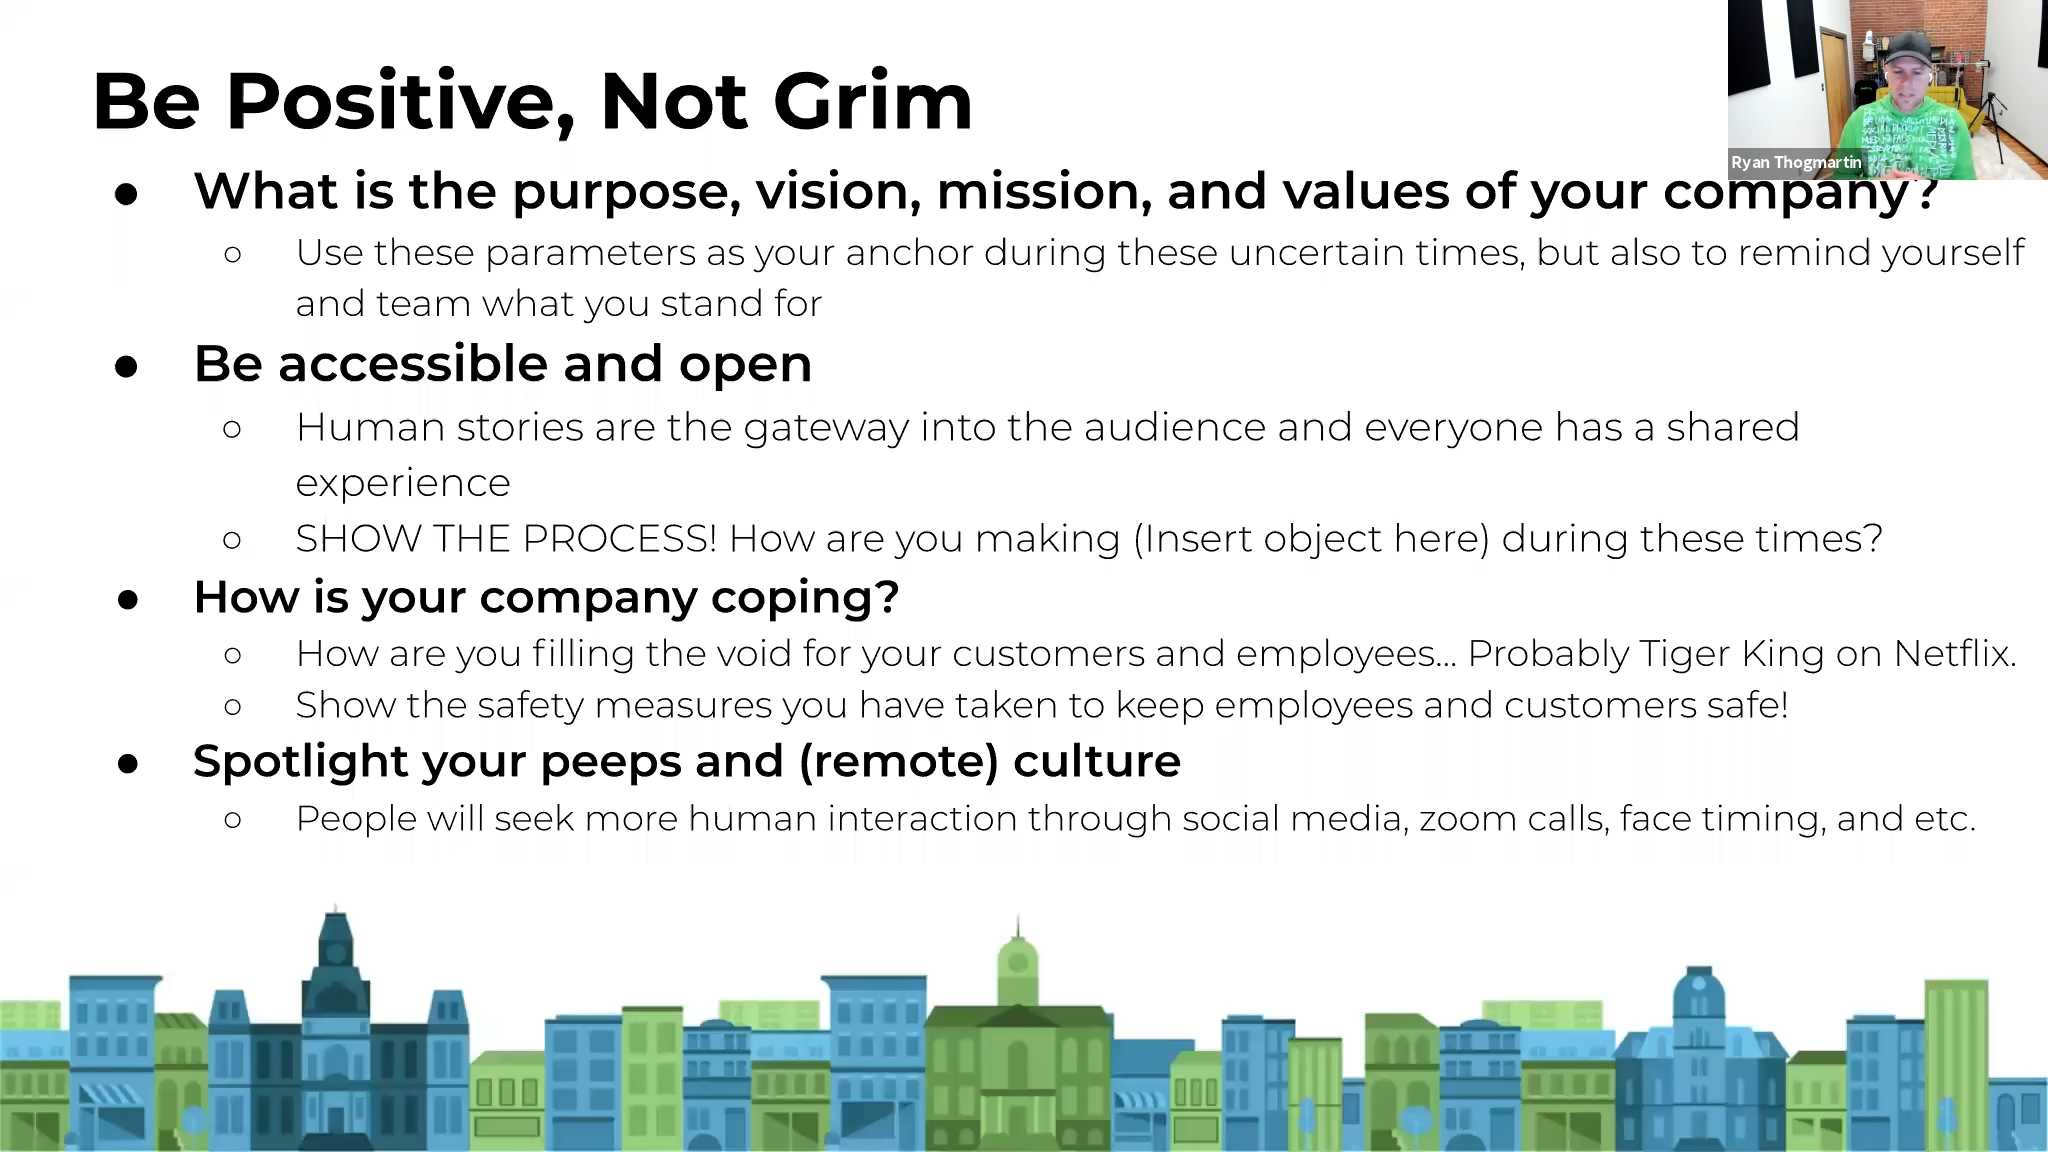 Be Positive, Not Grim
Ryan Thogmartin
● What is the purpose, vision, mission, and values of your company?
○ Use these parameters as your anchor during these uncertain times, but also to remind yourself
and team what you stand for
● Be accessible and open
○ Human stories are the gateway into the audience and everyone has a shared
experience
○ SHOW THE PROCESS! How are you making (Insert object here) during these times?
● How is your company coping?
○ How are you filling the void for your customers and employees... Probably Tiger King on Netflix.
○ Show the safety measures you have taken to keep employees and customers safe!
● Spotlight your peeps and (remote) culture
○ People will seek more human interaction through social media, zoom calls, face timing, and etc.